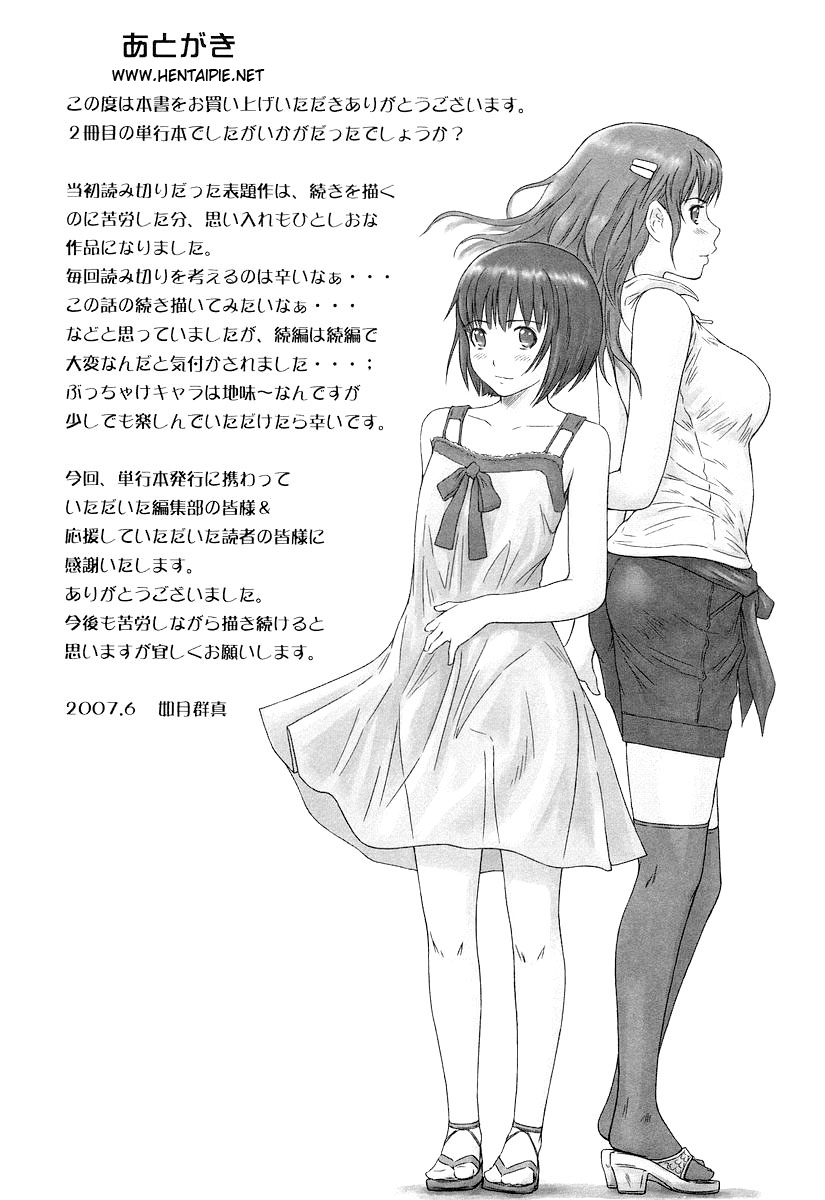 あとがき
WWW.HENTAIPIE.NET
この度は本書をお買い上げいただきありがとうございます。
２冊目の単行本でしたがいかがだったでしょうか？
当初読み切りだった表題作は、続きを描く
のに苦労した分、思い入れもひとしおな
作品になりました。
毎回読み切りを考えるのは辛いなぁ・・・
この話の続き描いてみたいなぁ・・・
などと思っていましたが、続編は続編で
大変なんだと気付かされました・・・；
ぶっちゃけキャラは地味〜なんですが
少しでも楽しんでいただけたら幸いです。
今回、単行本発行に携わって
いただいた編集部の皆様＆
応援していただいた読者の皆様に
感謝いたします。
ありがとうございました。
今後も苦労しながら描き続けると
思いますが宜しくお願いします。
2007.6　如月群真